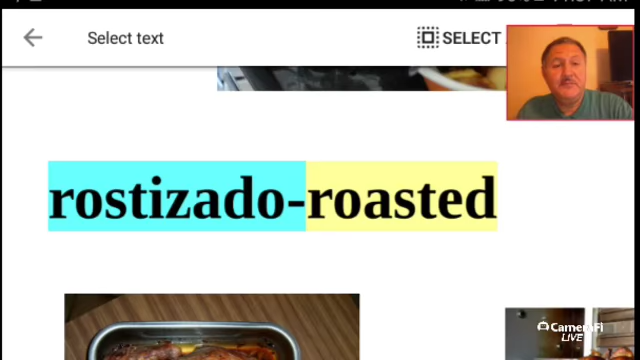 Select text
SELECT
rostizado-roasted
CameraFi
LIVE